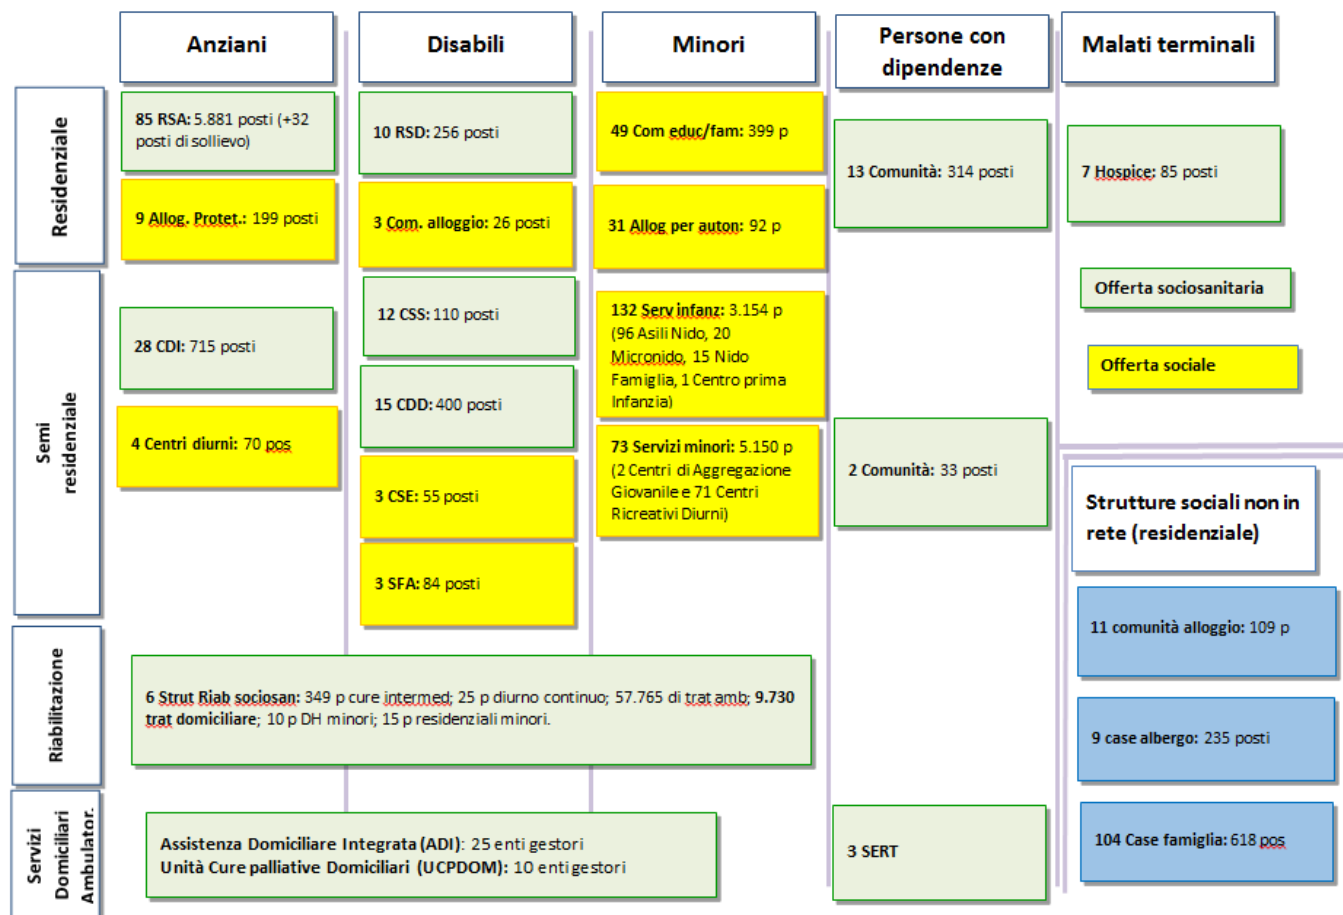 Anziani
Disabili
Minori
Persone con
dipendenze
Malati terminali
Residenziale
85 RSA: 5.881 posti (+32
posti di sollievo)
9 Allog. Protet.: 199 posti
10 RSD: 256 posti
3 Com. alloggio: 26 posti
49 Com educ/fam: 399 p
31 Allog per auton: 92 p
13 Comunità: 314 posti
7 Hospice: 85 posti
Semi
residenziale
28 CDI: 715 posti
4 Centri diurni: 70 pos
12 CSS: 110 posti
15 CDD: 400 posti
3 CSE: 55 posti
3 SFA: 84 posti
132 Serv infanz: 3.154 p
(96 Asili Nido, 20
Micronido, 15 Nido
Famiglia, 1 Centro prima
Infanzia)
73 Servizi minori: 5.150 p
(2 Centri di Aggregazione
Giovanile e 71 Centri
Ricreativi Diurni)
2 Comunità: 33 posti
Offerta sociosanitaria
Offerta sociale
Strutture sociali non in
rete (residenziale)
11 comunità alloggio: 109 p
9 case albergo: 235 posti
104 Case famiglia: 618 pos
Riabilitazione
6 Strut Riab sociosan: 349 p cure intermed; 25 p diurno continuo; 57.765 di trat amb; 9.730
trat domiciliare; 10 p DH minori; 15 p residenziali minori.
Servizi
Domiciliari
Ambulator.
Assistenza Domiciliare Integrata (ADI): 25 enti gestori
Unità Cure palliative Domiciliari (UCPDOM): 10 enti gestori
3 SERT